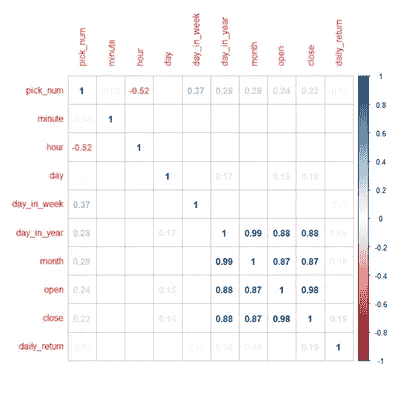 pick_num minute hour day day_in_week day_in_year month open close daily_return
pick_num 1 -0.52 0.37 0.28 0.28 0.24 0.22
minute 1
hour -0.52 1
day 1 0.17 0.15 0.16
day_in_week 0.37 1
day_in_year 0.28 0.17 1 0.99 0.88 0.88
month 0.28 0.99 1 0.87 0.87
open 0.24 0.15 0.88 0.87 1 0.98
close 0.22 0.16 0.88 0.87 0.98 1 0.19
daily_return 0.19 1
1
0.8
0.6
0.4
0.2
0
-0.2
-0.4
-0.6
-0.8
-1